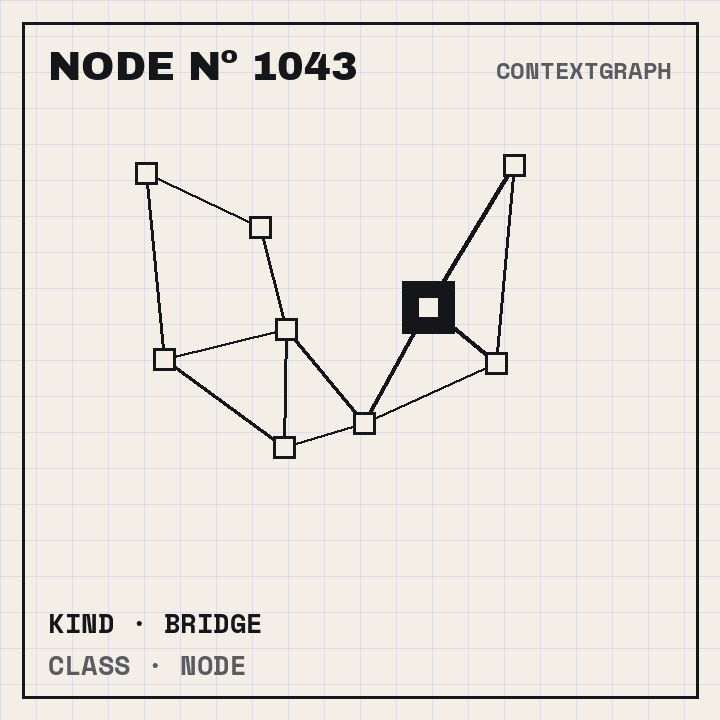 NODE Nº 1043
CONTEXTGRAPH
KIND · BRIDGE
CLASS · NODE